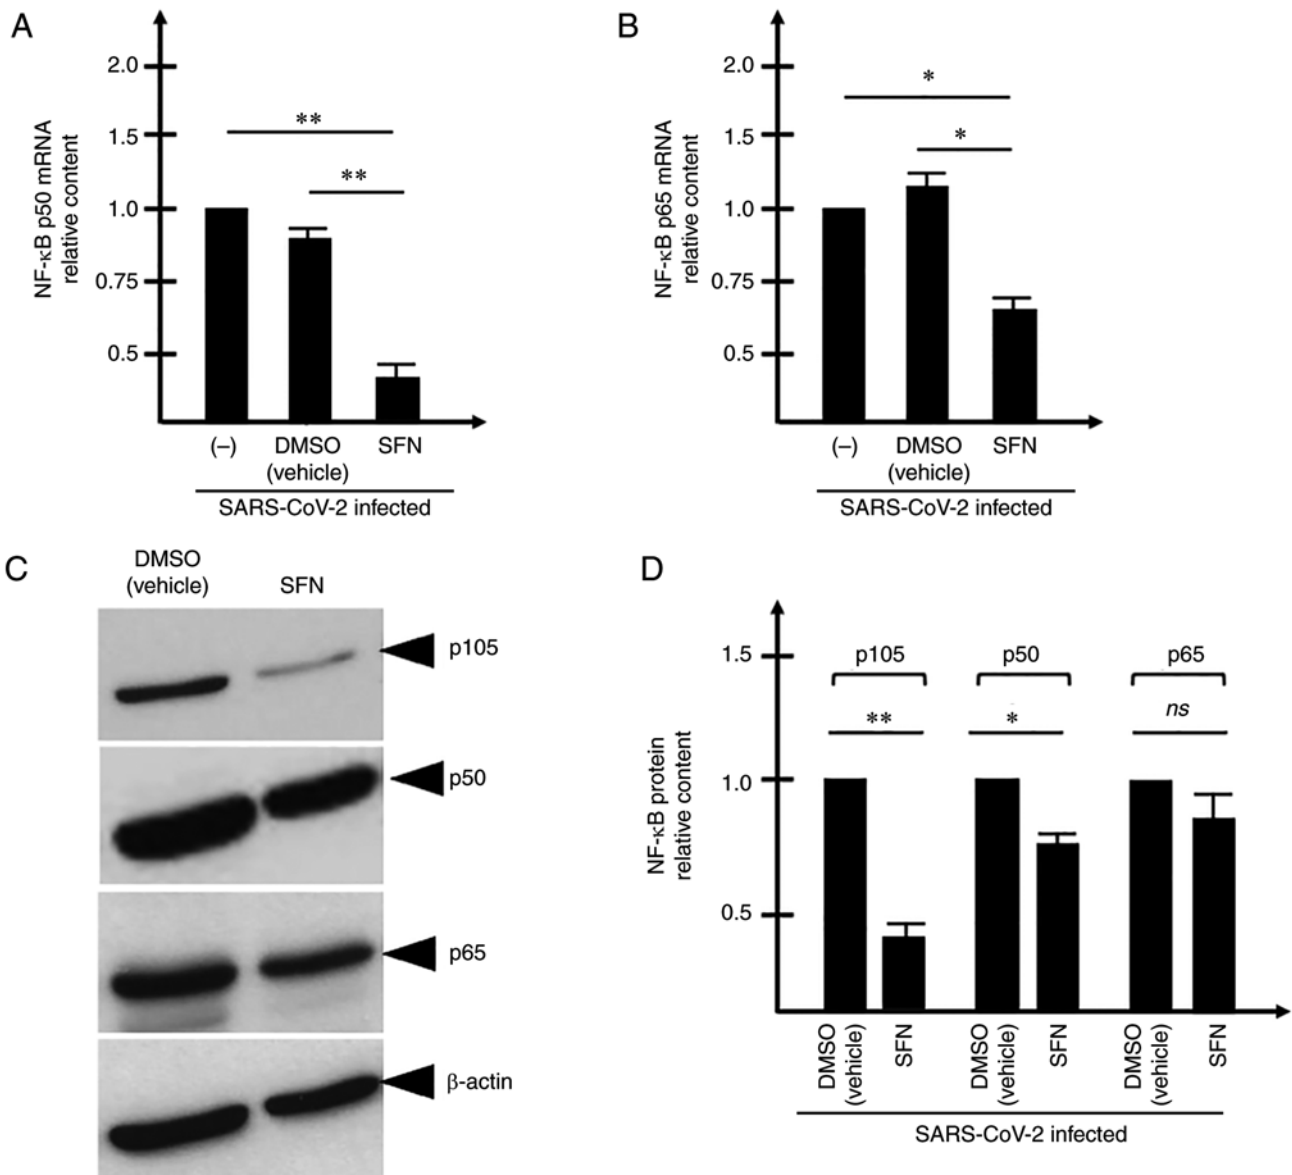 A
NF-κB p50 mRNA
relative content
2.0
1.5
1.0
0.75
0.5
**
**
(–)
DMSO
(vehicle)
SFN
SARS-CoV-2 infected
B
NF-κB p65 mRNA
relative content
2.0
1.5
1.0
0.75
0.5
*
*
(–)
DMSO
(vehicle)
SFN
SARS-CoV-2 infected
C
DMSO
(vehicle)
SFN
p105
p50
p65
β-actin
D
NF-κB protein
relative content
1.5
1.0
0.5
p105
p50
p65
**
*
ns
DMSO
(vehicle)
SFN
DMSO
(vehicle)
SFN
DMSO
(vehicle)
SFN
SARS-CoV-2 infected